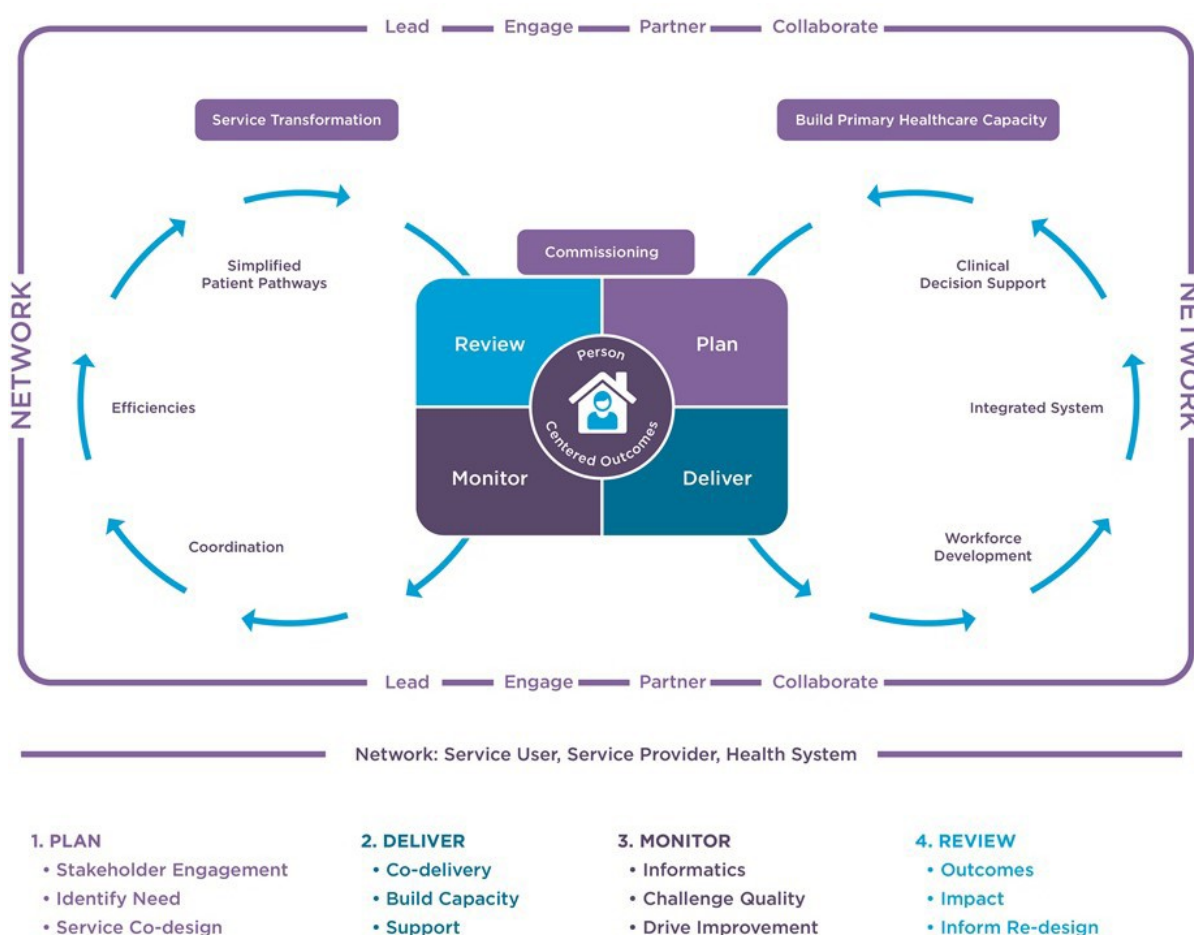 Lead Engage Partner Collaborate
Service Transformation
Build Primary Healthcare Capacity
NETWORK
NETWORK
Commissioning
Simplified
Patient Pathways
Clinical
Decision Support
Review
Plan
Person
Centered Outcomes
Efficiencies
Integrated System
Monitor
Deliver
Coordination
Workforce
Development
Lead Engage Partner Collaborate
Network: Service User, Service Provider, Health System
1. PLAN
• Stakeholder Engagement
• Identify Need
• Service Co-design
2. DELIVER
• Co-delivery
• Build Capacity
• Support
3. MONITOR
• Informatics
• Challenge Quality
• Drive Improvement
4. REVIEW
• Outcomes
• Impact
• Inform Re-design